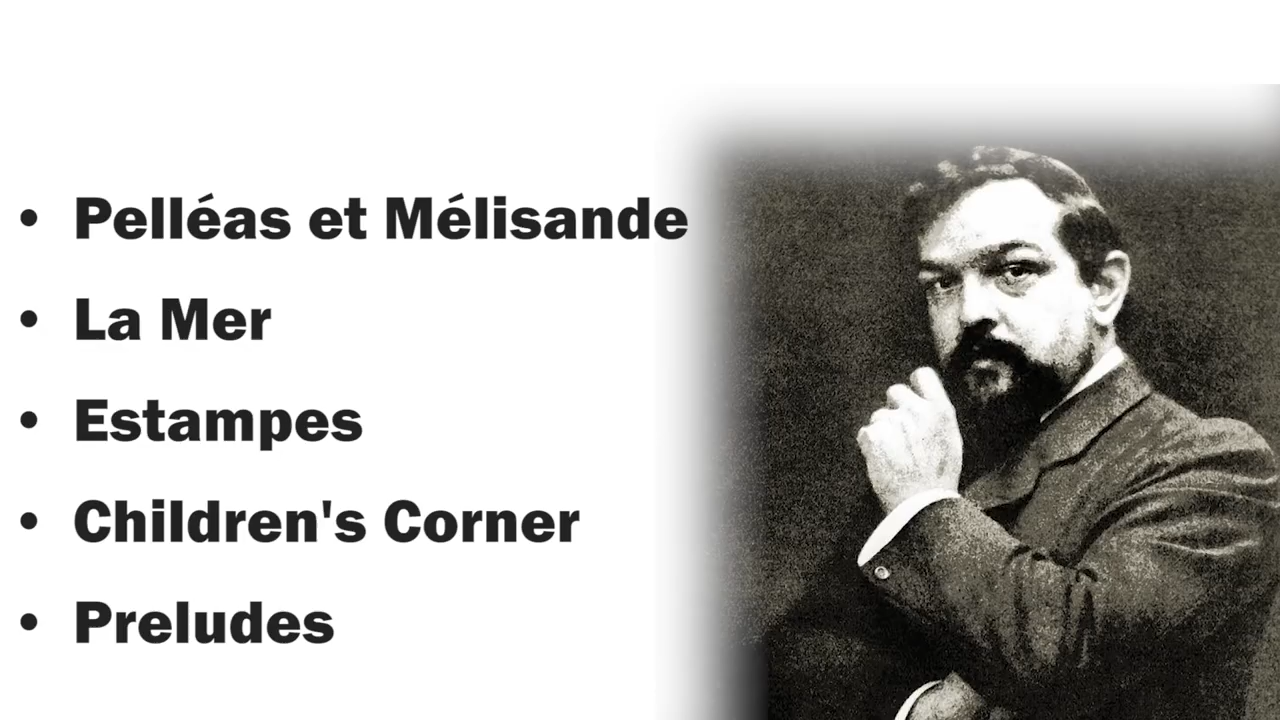 • Pelléas et Mélisande
• La Mer
• Estampes
• Children's Corner
• Preludes